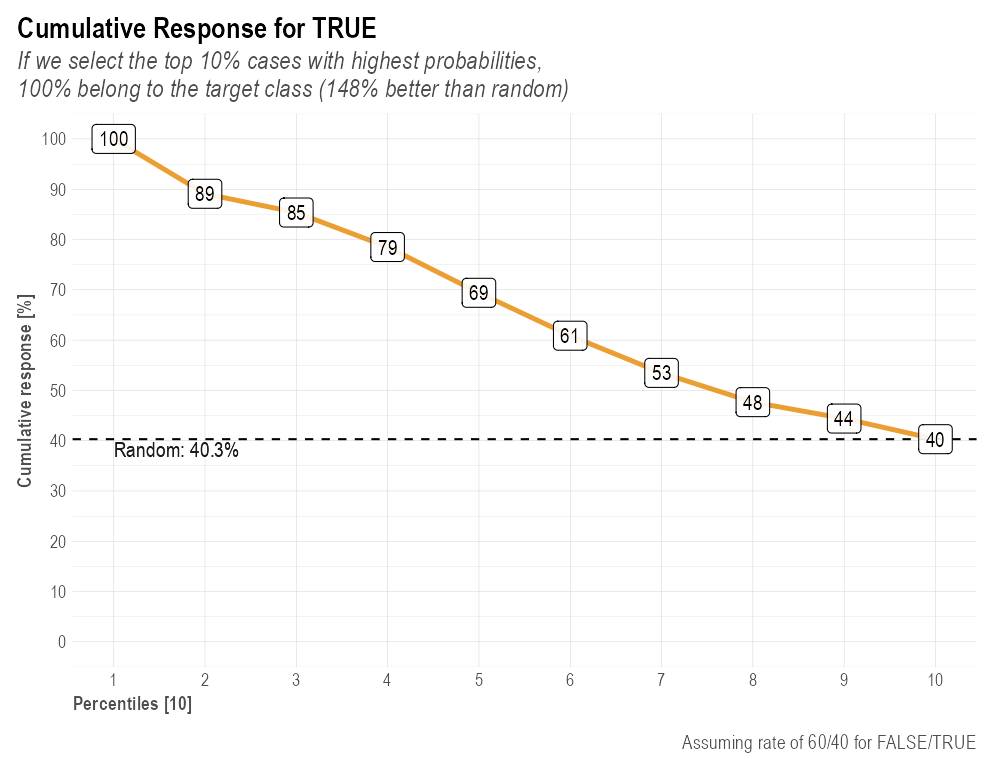 Cumulative Response for TRUE
If we select the top 10% cases with highest probabilities,
100% belong to the target class (148% better than random)
Cumulative response [%]
100
90
80
70
60
50
40
30
20
10
0
100
89
85
79
69
61
53
48
44
40
Random: 40.3%
1 2 3 4 5 6 7 8 9 10
Percentiles [10]
Assuming rate of 60/40 for FALSE/TRUE